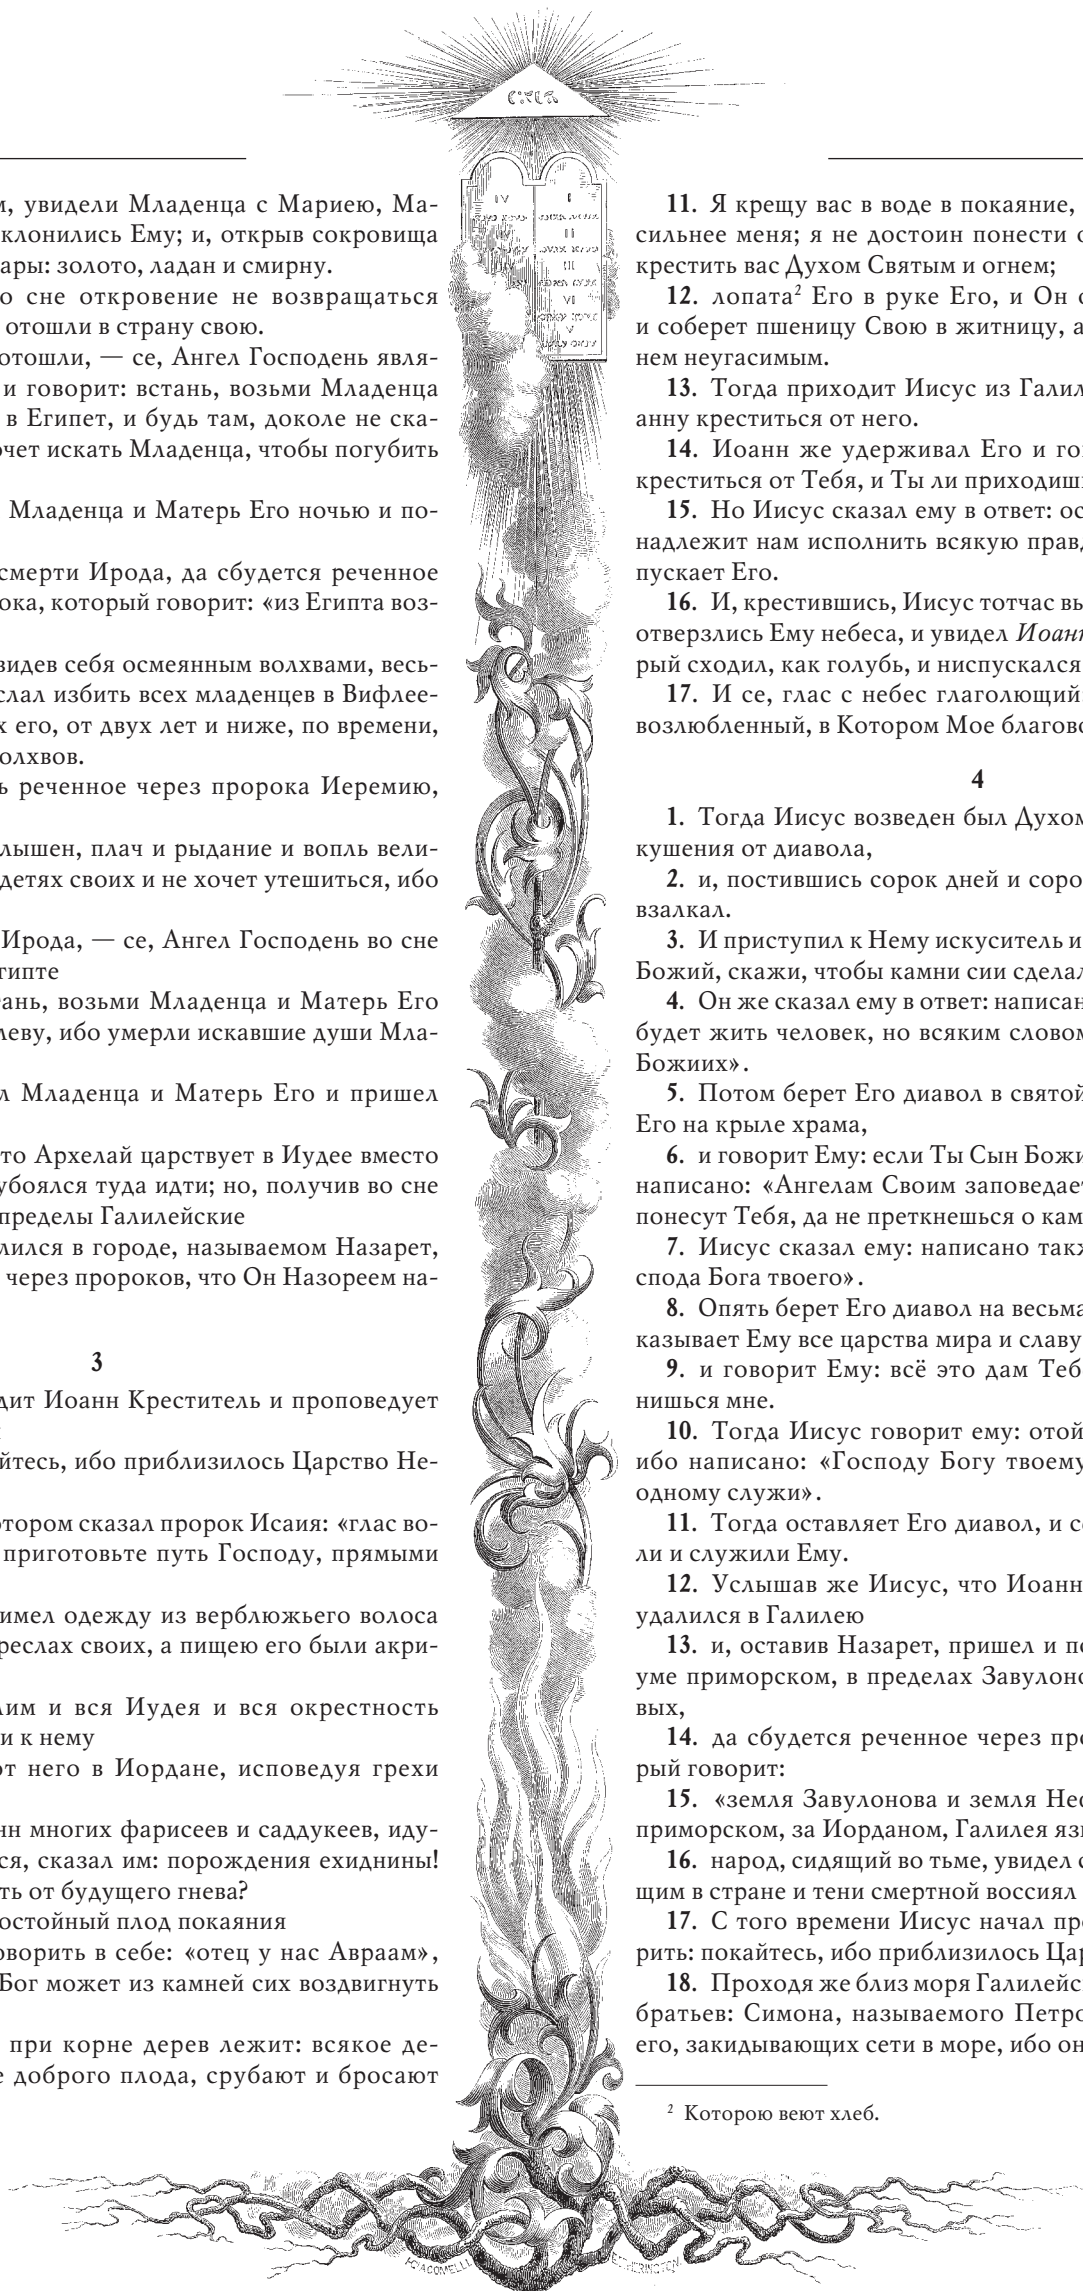 IV
I
II
III
VI
V
увидели Младенца с Мариею, Ма-
клонились Ему; и, открыв сокровища
ары: золото, ладан и смирну.
о сне откровение не возвращаться
отошли в страну свою.
отошли, — се, Ангел Господень явля-
и говорит: встань, возьми Младенца
в Египет, и будь там, доколе не ска-
очет искать Младенца, чтобы погубить
Младенца и Матерь Его ночью и по-
смерти Ирода, да сбудется реченное
ока, который говорит: «из Египта воз-
видев себя осмеянным волхвами, весь-
слал избить всех младенцев в Вифлее-
х его, от двух лет и ниже, по времени,
олхвов.
ь реченное через пророка Иеремию,
лышен, плач и рыдание и вопль вели-
детях своих и не хочет утешиться, ибо
Ирода, — се, Ангел Господень во сне
гипте
ань, возьми Младенца и Матерь Его
леву, ибо умерли искавшие души Мла-
л Младенца и Матерь Его и пришел
то Архелай царствует в Иудее вместо
убоялся туда идти; но, получив во сне
пределы Галилейские
лился в городе, называемом Назарет,
через пророков, что Он Назореем на-
3
дит Иоанн Креститель и проповедует
йтесь, ибо приблизилось Царство Не-
отором сказал пророк Исаия: «глас во-
приготовьте путь Господу, прямыми
имел одежду из верблюжьего волоса
реслах своих, а пищею его были акри-
лим и вся Иудея и вся окрестность
и к нему
от него в Иордане, исповедуя грехи
нн многих фарисеев и саддукеев, иду-
ся, сказал им: порождения ехиднины!
ть от будущего гнева?
остойный плод покаяния
оворить в себе: «отец у нас Авраам»,
Бог может из камней сих воздвигнуть
при корне дерев лежит: всякое де-
е доброго плода, срубают и бросают
11. Я крещу вас в воде в покаяние,
сильнее меня; я не достоин понести
крестить вас Духом Святым и огнем;
12. лопата² Его в руке Его, и Он
и соберет пшеницу Свою в житницу, а
нем неугасимым.
13. Тогда приходит Иисус из Галил
анну креститься от него.
14. Иоанн же удерживал Его и го
креститься от Тебя, и Ты ли приходиш
15. Но Иисус сказал ему в ответ: ос
надлежит нам исполнить всякую правд
пускает Его.
16. И, крестившись, Иисус тотчас вы
отверзлись Ему небеса, и увидел Иоанн
рый сходил, как голубь, и ниспускался
17. И се, глас с небес глаголющий
возлюбленный, в Котором Мое благово
4
1. Тогда Иисус возведен был Духом
кушения от диавола,
2. и, постившись сорок дней и соро
взалкал.
3. И приступил к Нему искуситель и
Божий, скажи, чтобы камни сии сделал
4. Он же сказал ему в ответ: написан
будет жить человек, но всяким словом
Божиих».
5. Потом берет Его диавол в святой
Его на крыле храма,
6. и говорит Ему: если Ты Сын Божи
написано: «Ангелам Своим заповедает
понесут Тебя, да не преткнешься о кам
7. Иисус сказал ему: написано так
спода Бога твоего».
8. Опять берет Его диавол на весьма
казывает Ему все царства мира и славу
9. и говорит Ему: всё это дам Теб
нишься мне.
10. Тогда Иисус говорит ему: отой
ибо написано: «Господу Богу твоему
одному служи».
11. Тогда оставляет Его диавол, и се
ли и служили Ему.
12. Услышав же Иисус, что Иоанн
удалился в Галилею
13. и, оставив Назарет, пришел и по
уме приморском, в пределах Завулоно
вых,
14. да сбудется реченное через про
рый говорит:
15. «земля Завулонова и земля Неф
приморском, за Иорданом, Галилея яз
16. народ, сидящий во тьме, увидел с
щим в стране и тени смертной воссиял
17. С того времени Иисус начал пр
рить: покайтесь, ибо приблизилось Цар
18. Проходя же близ моря Галилейс
братьев: Симона, называемого Петро
его, закидывающих сети в море, ибо он
² Которою веют хлеб.